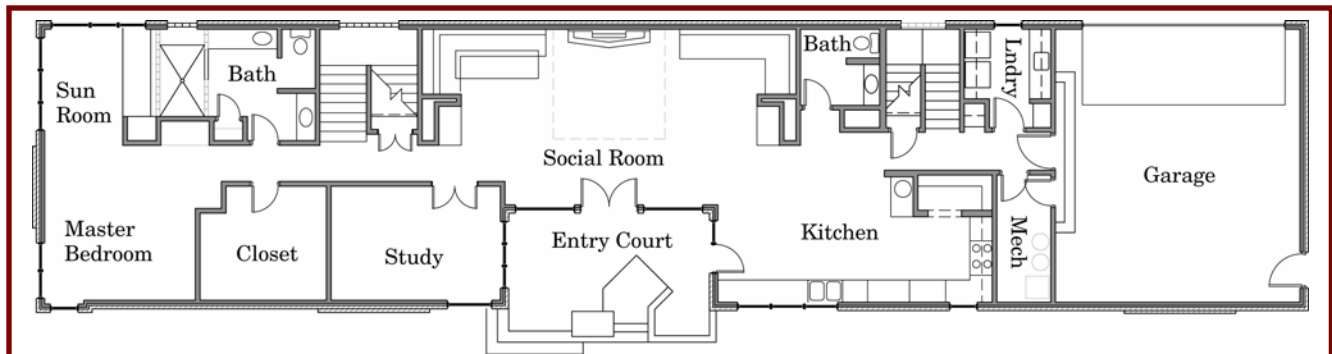 Sun
Room
Bath
Social Room
Bath
Lndry
Garage
Master
Bedroom
Closet
Study
Entry Court
Kitchen
Mech